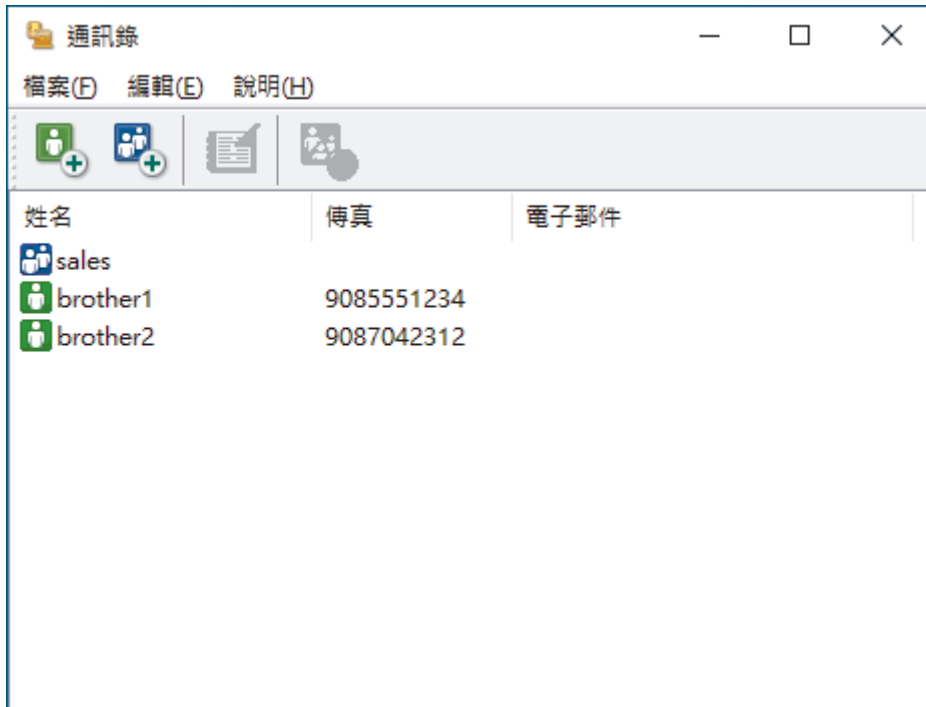 通訊錄
檔案(F) 編輯(E) 說明(H)
姓名 傳真 電子郵件
sales
brother1 9085551234
brother2 9087042312